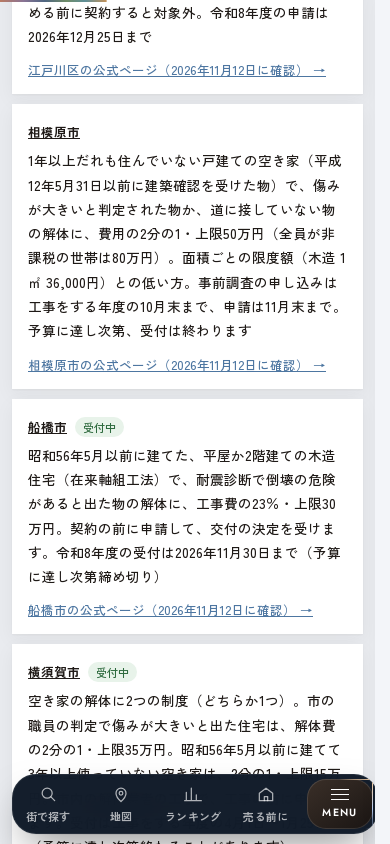 める前に契約すると対象外。令和8年度の申請は
2026年12月25日まで
江戸川区の公式ページ（2026年11月12日に確認） →
相模原市
1年以上だれも住んでいない戸建ての空き家（平成
12年5月31日以前に建築確認を受けた物）で、傷み
が大きいと判定された物か、道に接していない物
の解体に、費用の2分の1・上限50万円（全員が非
課税の世帯は80万円）。面積ごとの限度額（木造 1
㎡ 36,000円）との低い方。事前調査の申し込みは
工事をする年度の10月末まで、申請は11月末まで。
予算に達し次第、受付は終わります
相模原市の公式ページ（2026年11月12日に確認） →
船橋市 受付中
昭和56年5月以前に建てた、平屋か2階建ての木造
住宅（在来軸組工法）で、耐震診断で倒壊の危険
があると出た物の解体に、工事費の23%・上限30
万円。契約の前に申請して、交付の決定を受けま
す。令和8年度の受付は2026年11月30日まで（予算
に達し次第締め切り）
船橋市の公式ページ（2026年11月12日に確認） →
横須賀市 受付中
空き家の解体に2つの制度（どちらか1つ）。市の
職員の判定で傷みが大きいと出た住宅は、解体費
の2分の1・上限35万円。昭和56年5月以前に建てて
3年以上使っていない空き家は、2分の1・上限15万
街で探す 地図 ランキング 売る前に MENU